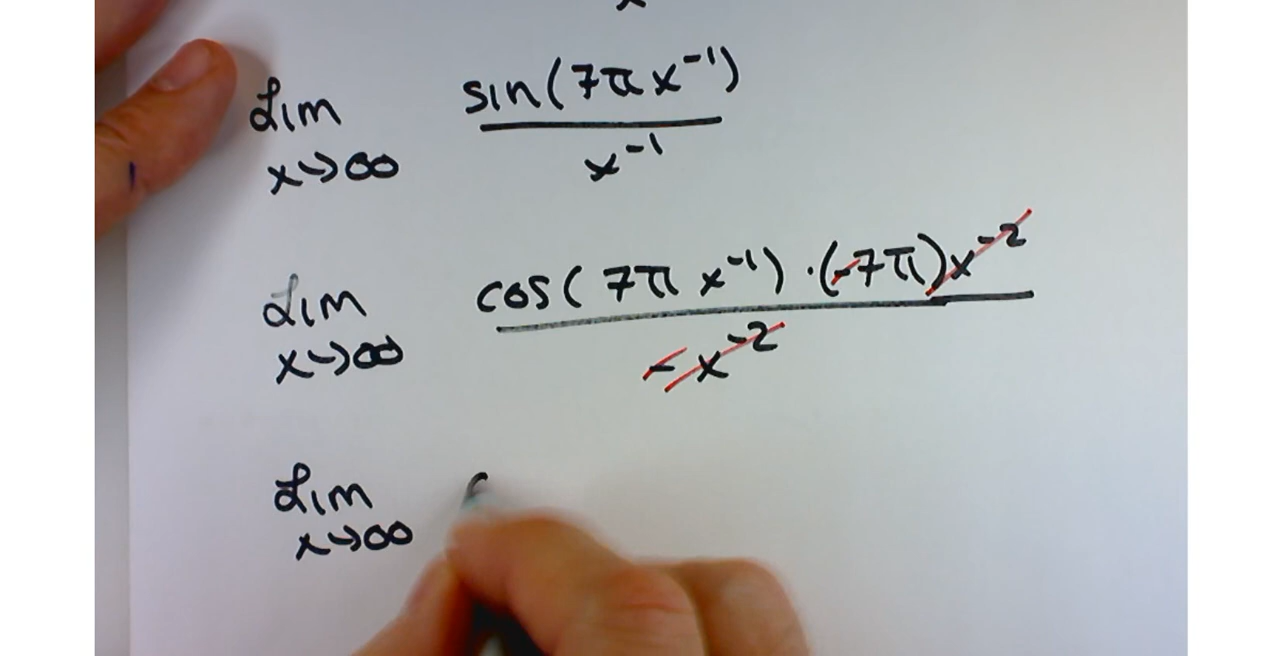 Lim sin(7πx⁻¹)
x→∞ x⁻¹
Lim cos(7πx⁻¹)·(-7π)x⁻²
x→∞ -x⁻²
Lim
x→∞